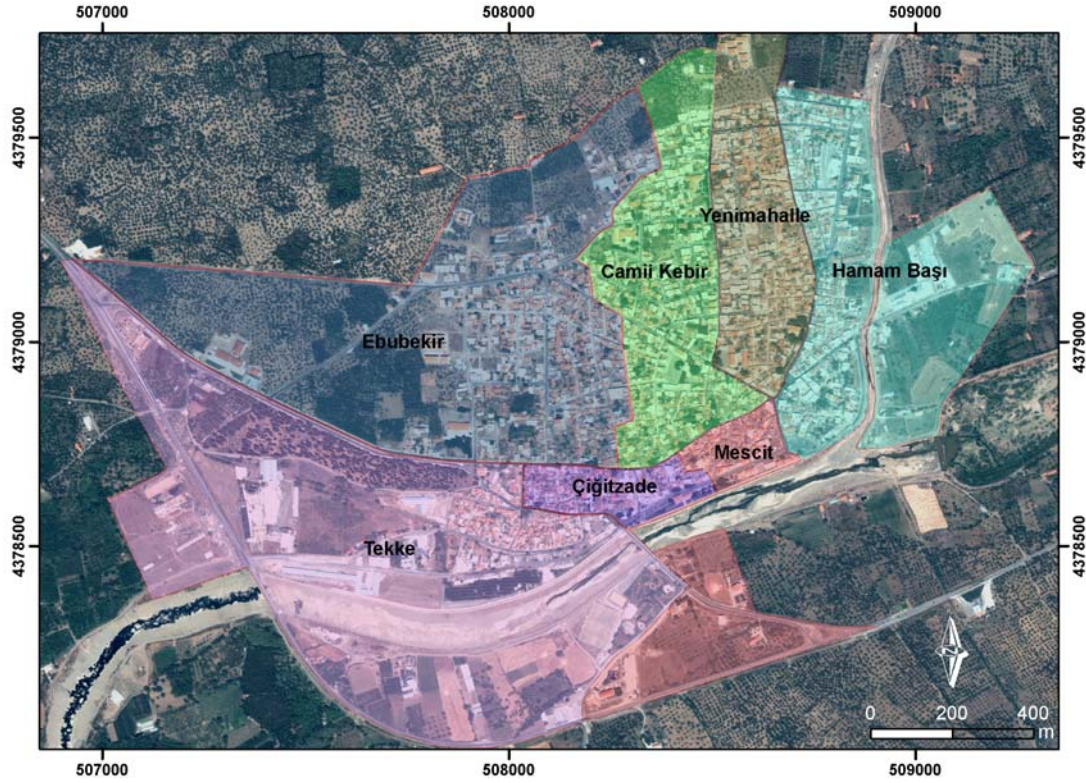 507000 508000 509000
4379500 4379500
Yenimahalle
Camii Kebir
Hamam Başı
4379000 4379000
Ebubekir
Mescit
Çiğitzade
Tekke
4378500 4378500
N
0 200 400
m
507000 508000 509000